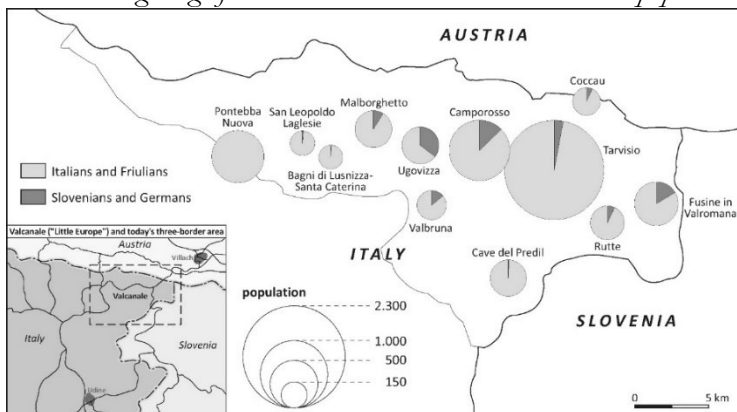 AUSTRIA
Coccau
Pontebba
Nuova
San Leopoldo
Laglesie
Malborghetto
Camporosso
Tarvisio
Bagni di Lusnizza-
Santa Caterina
Ugovizza
Italians and Friulians
Slovenians and Germans
Valbruna
Fusine in
Valromana
Rutte
Valcanale ("Little Europe") and today's three-border area
Austria
Villach
Valcanale
Italy
Slovenia
Udine
ITALY
Cave del Predil
population
2.300
1.000
500
150
SLOVENIA
0
5 km